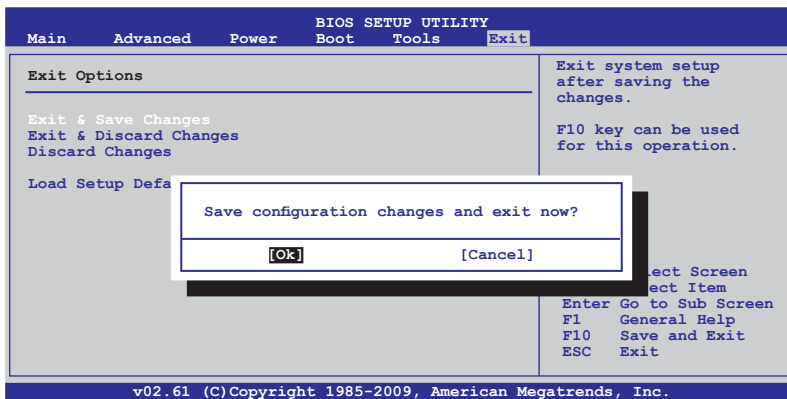 BIOS SETUP UTILITY
Main Advanced Power Boot Tools Exit
Exit Options
Exit & Save Changes
Exit & Discard Changes
Discard Changes
Load Setup Defa
Exit system setup
after saving the
changes.
F10 key can be used
for this operation.
Save configuration changes and exit now?
[Ok] [Cancel]
ect Screen
ect Item
Enter Go to Sub Screen
F1 General Help
F10 Save and Exit
ESC Exit
v02.61 (C)Copyright 1985-2009, American Megatrends, Inc.